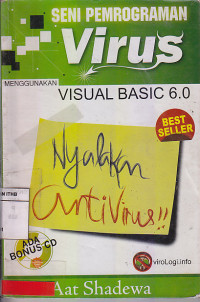 SENI PEMROGRAMAN
Virus
MENGGUNAKAN
VISUAL BASIC 6.0
BEST
SELLER
Nyalakan
antivirus!!
ADA
BONUS CD
viroLogi.info
Aat Shadewa